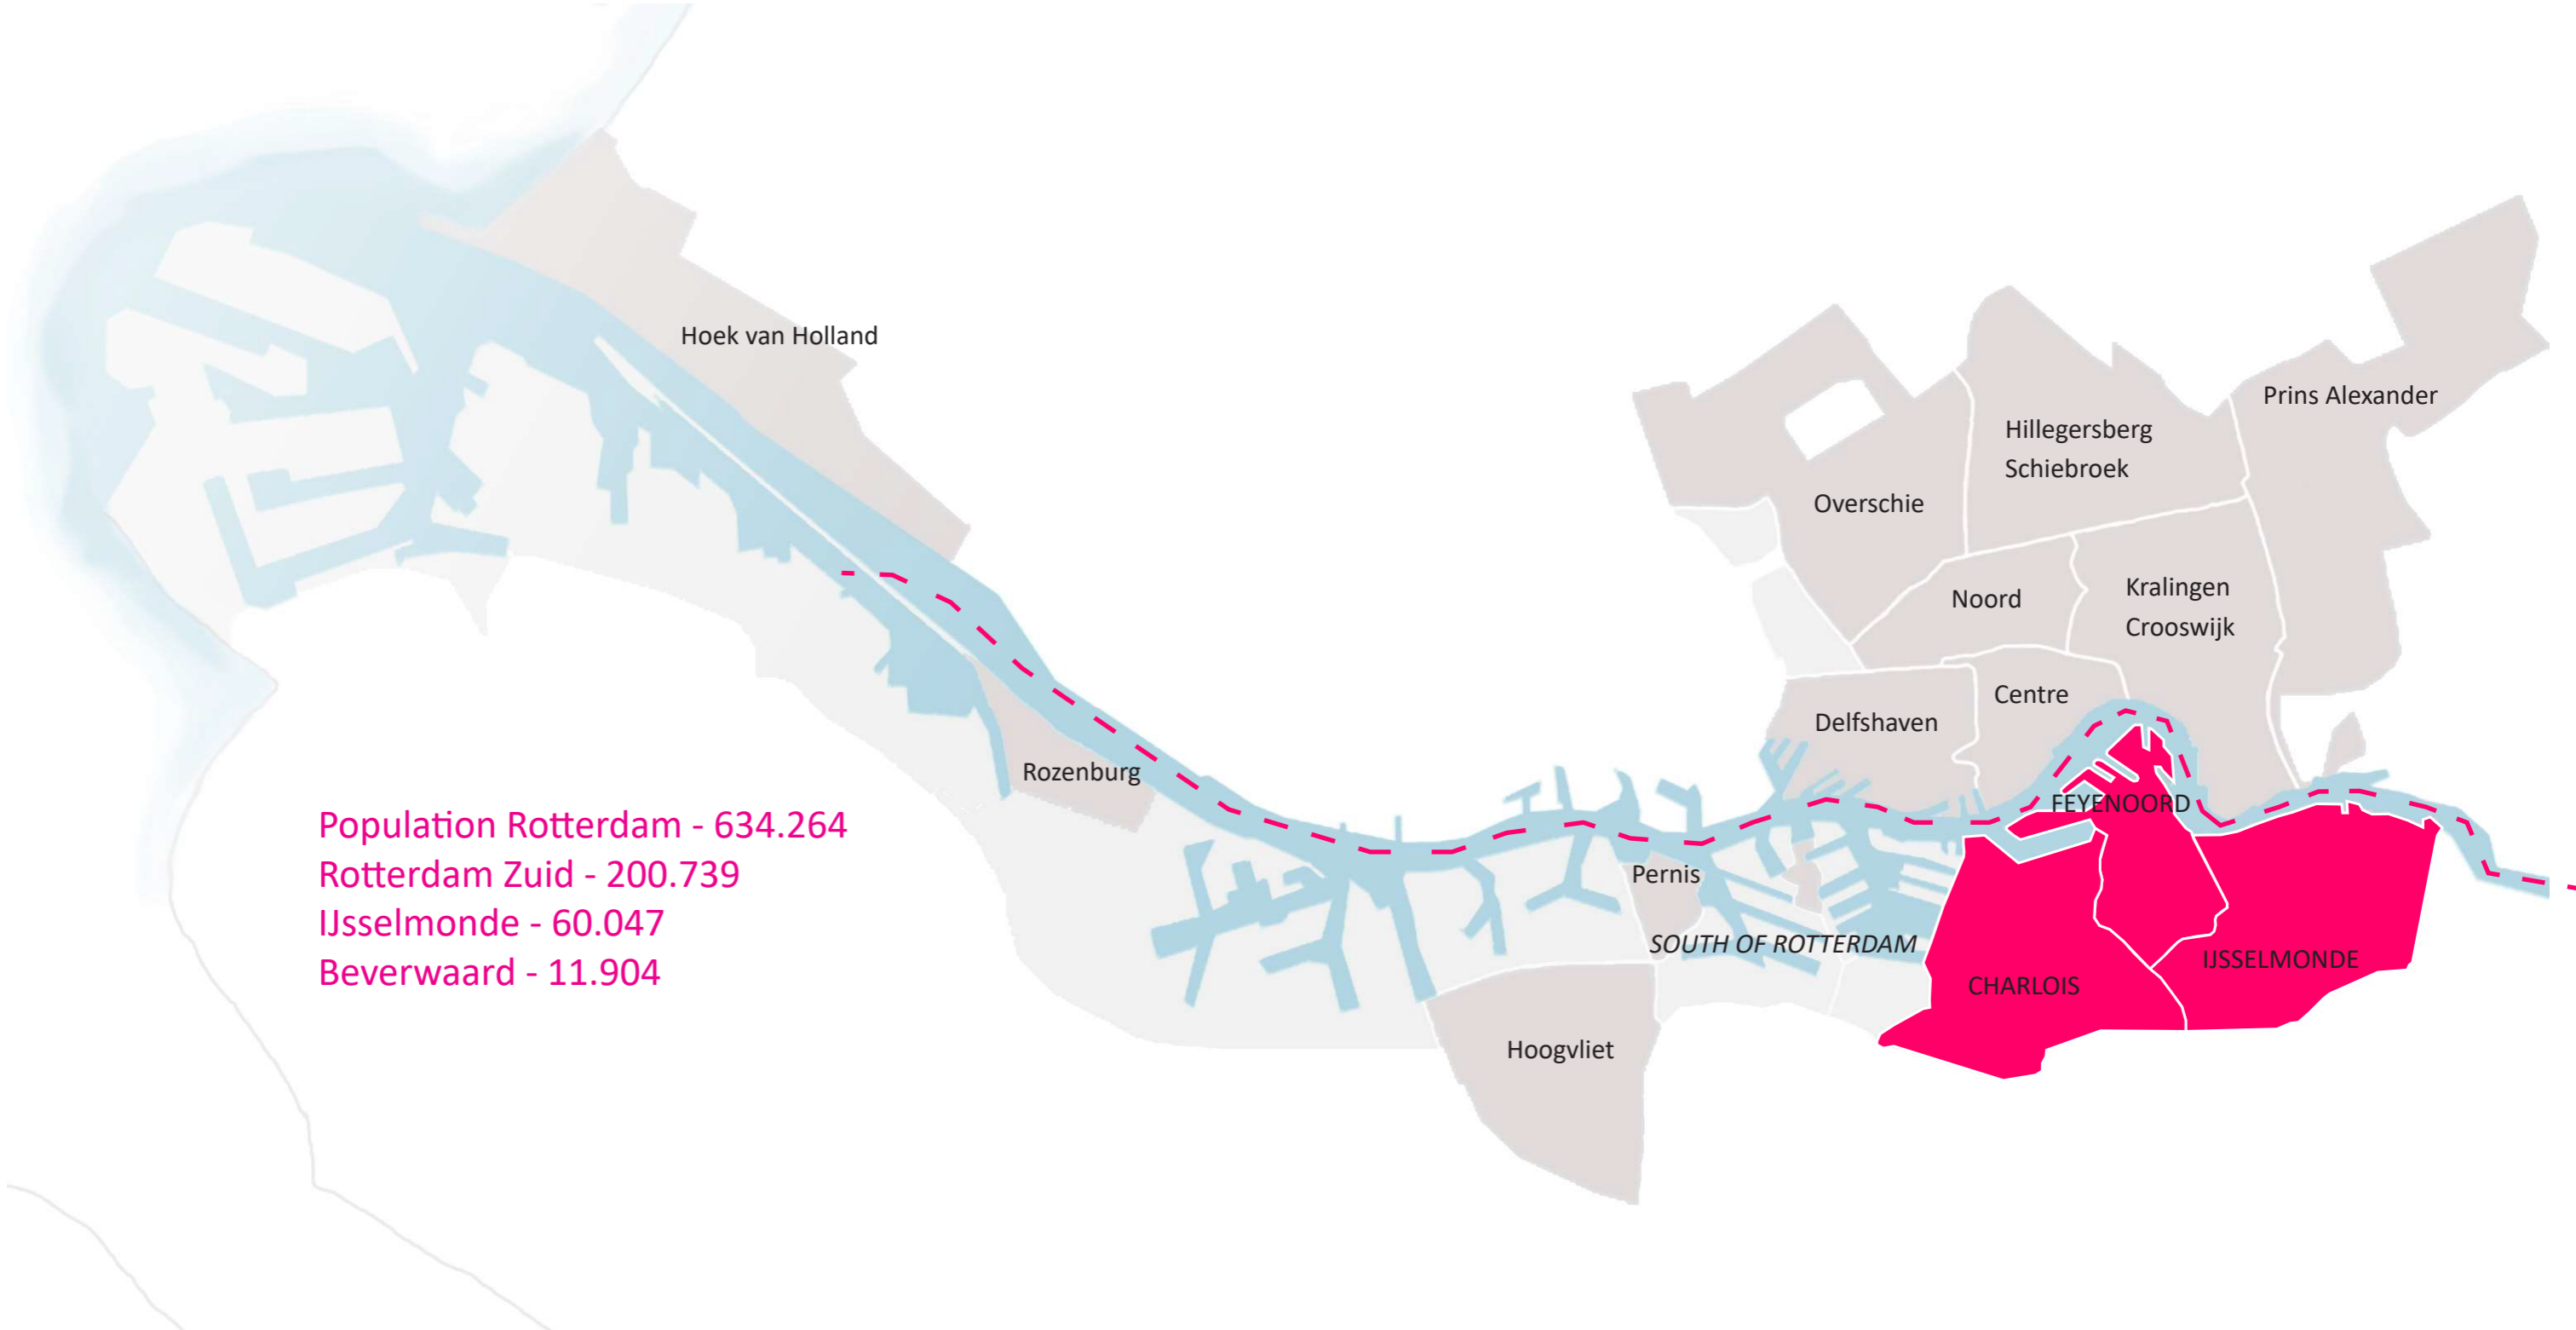 Hoek van Holland
Prins Alexander
Hillegersberg
Schiebroek
Overschie
Noord
Kralingen
Crooswijk
Centre
Delfshaven
Rozenburg
FEYENOORD
Population Rotterdam - 634.264
Rotterdam Zuid - 200.739
IJsselmonde - 60.047
Beverwaard - 11.904
Pernis
SOUTH OF ROTTERDAM
IJSSELMONDE
CHARLOIS
Hoogvliet